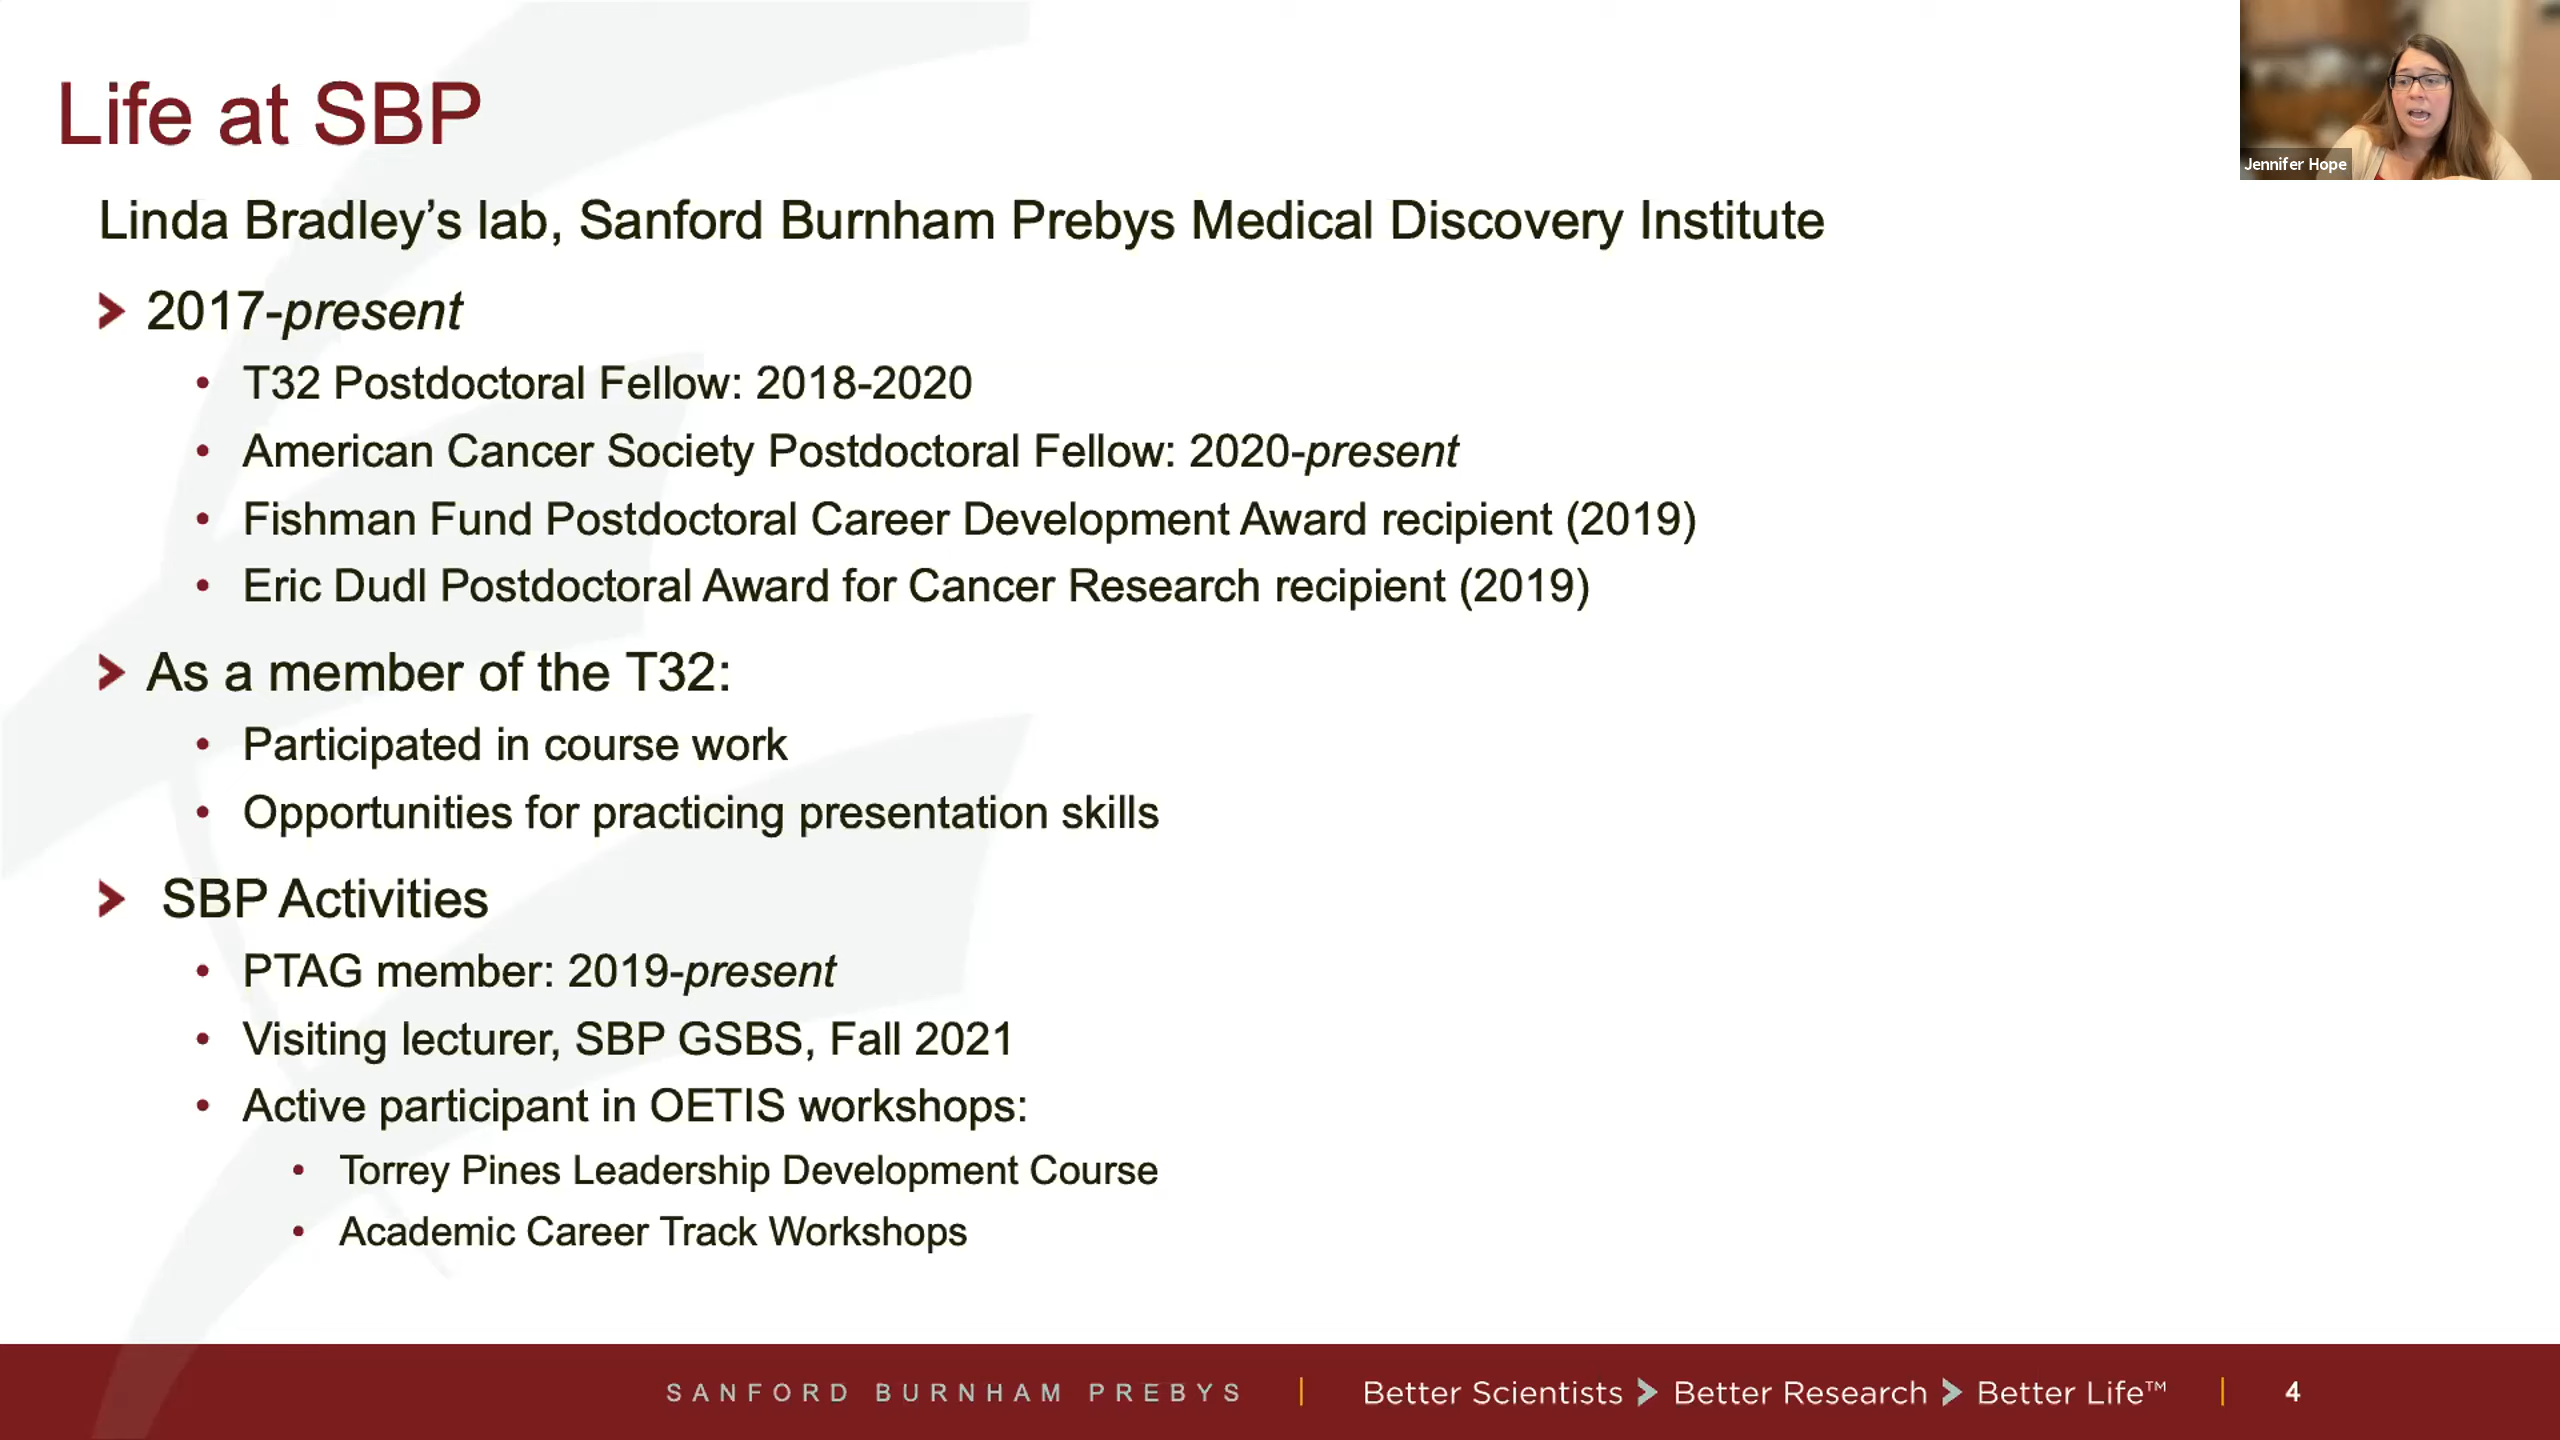 Life at SBP
Jennifer Hope
Linda Bradley’s lab, Sanford Burnham Prebys Medical Discovery Institute
2017-present
• T32 Postdoctoral Fellow: 2018-2020
• American Cancer Society Postdoctoral Fellow: 2020-present
• Fishman Fund Postdoctoral Career Development Award recipient (2019)
• Eric Dudl Postdoctoral Award for Cancer Research recipient (2019)
As a member of the T32:
• Participated in course work
• Opportunities for practicing presentation skills
SBP Activities
• PTAG member: 2019-present
• Visiting lecturer, SBP GSBS, Fall 2021
• Active participant in OETIS workshops:
• Torrey Pines Leadership Development Course
• Academic Career Track Workshops
SANFORD BURNHAM PREBYS | Better Scientists > Better Research > Better Life™ | 4